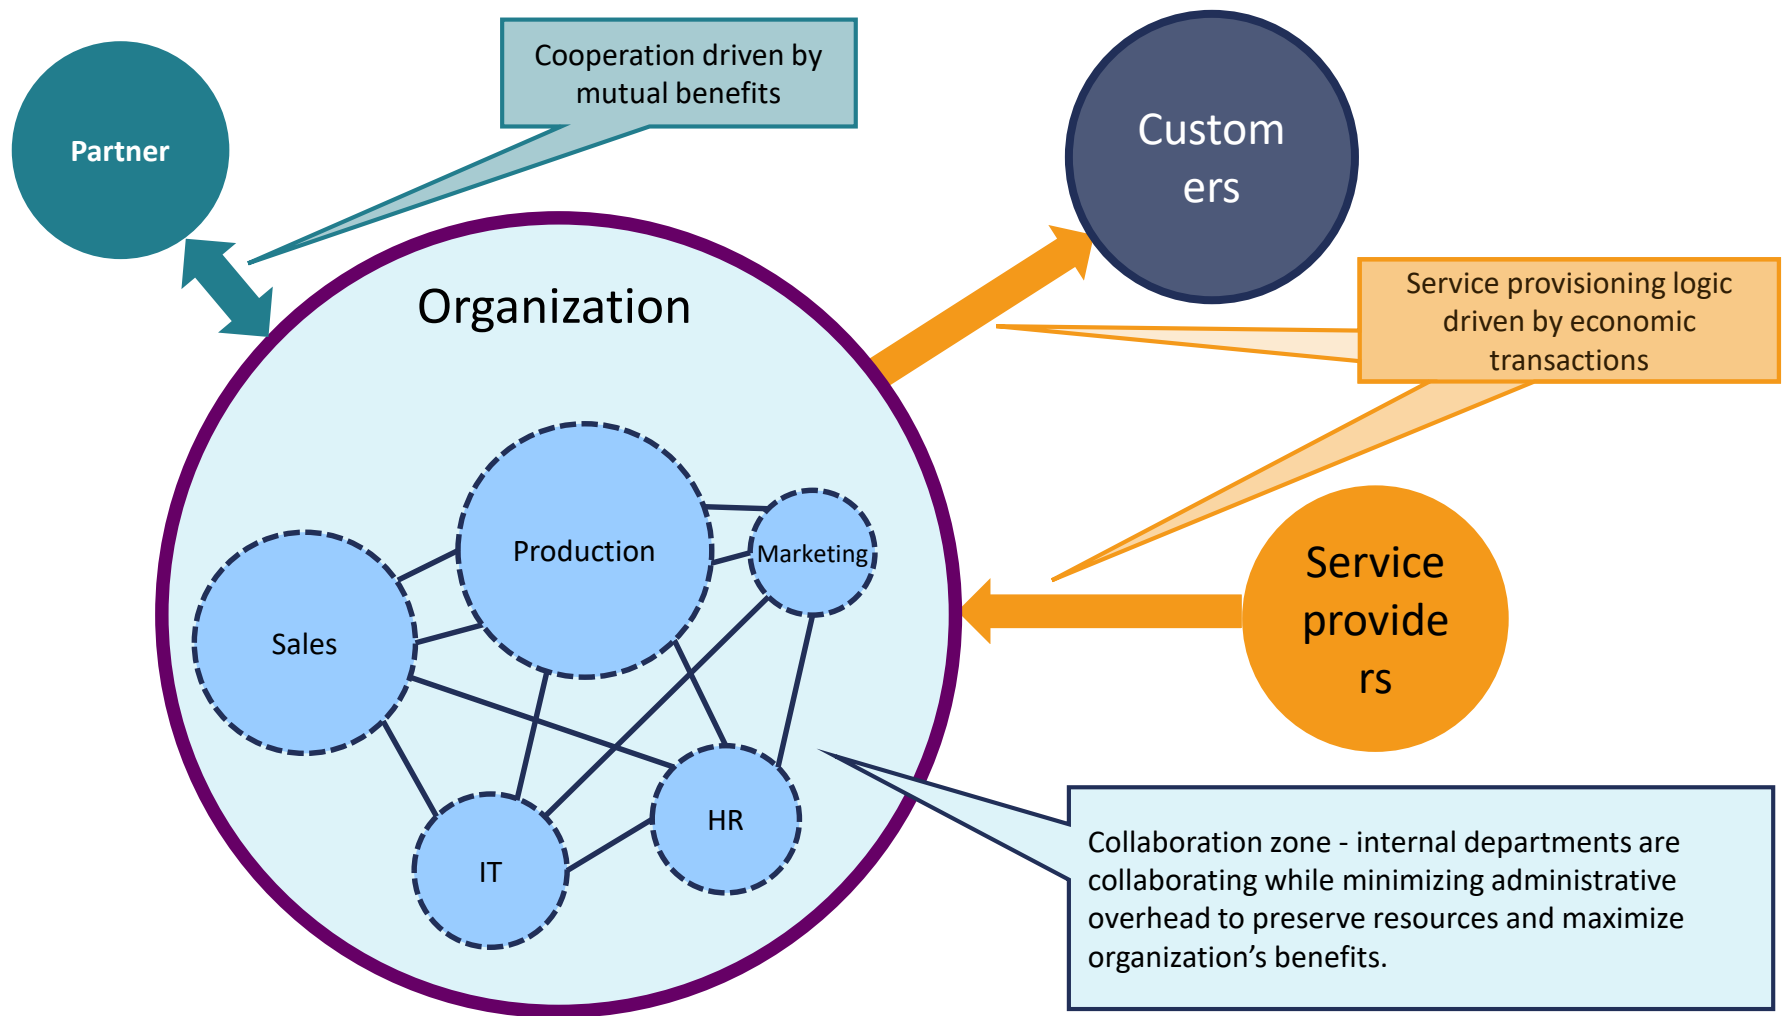 Cooperation driven by
mutual benefits
Partner
Custom
ers
Organization
Service provisioning logic
driven by economic
transactions
Production
Marketing
Sales
Service
provide
rs
HR
IT
Collaboration zone - internal departments are
collaborating while minimizing administrative
overhead to preserve resources and maximize
organization’s benefits.